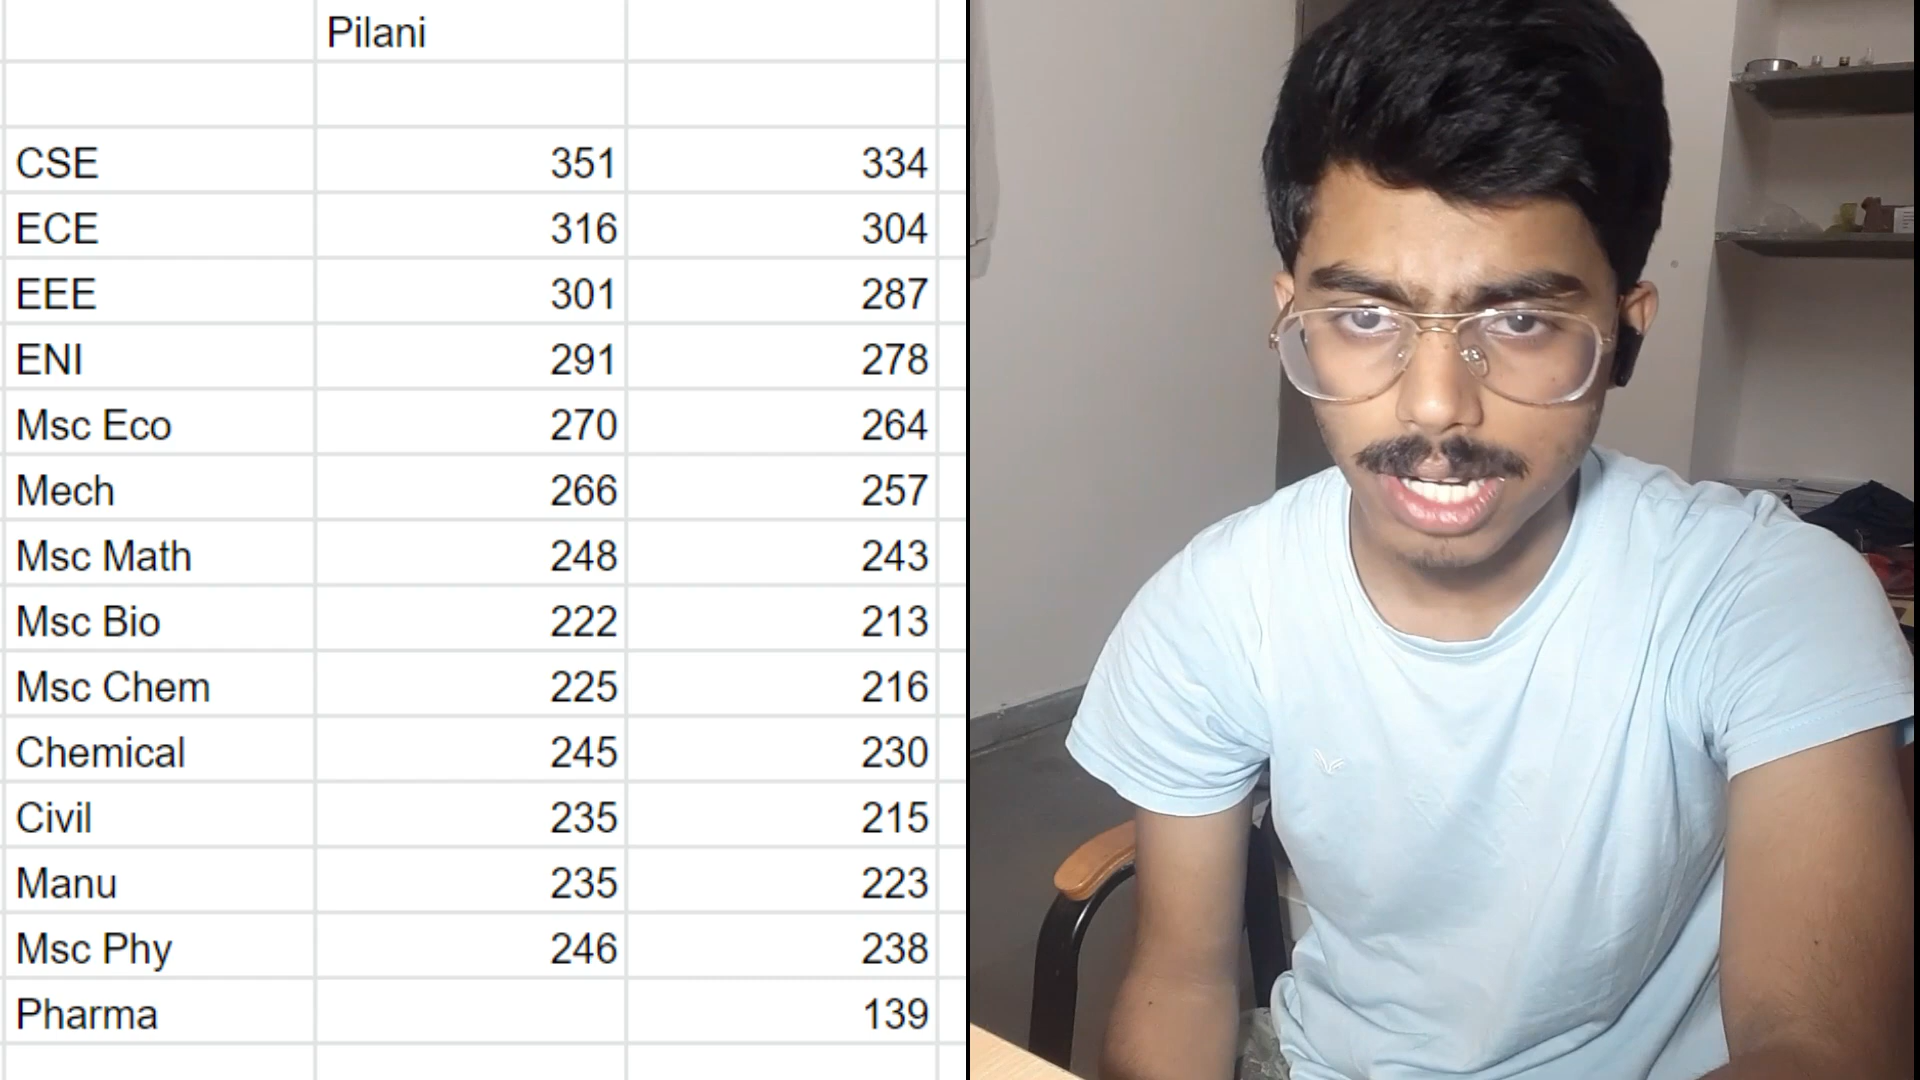 Pilani
CSE 351 334
ECE 316 304
EEE 301 287
ENI 291 278
Msc Eco 270 264
Mech 266 257
Msc Math 248 243
Msc Bio 222 213
Msc Chem 225 216
Chemical 245 230
Civil 235 215
Manu 235 223
Msc Phy 246 238
Pharma 139